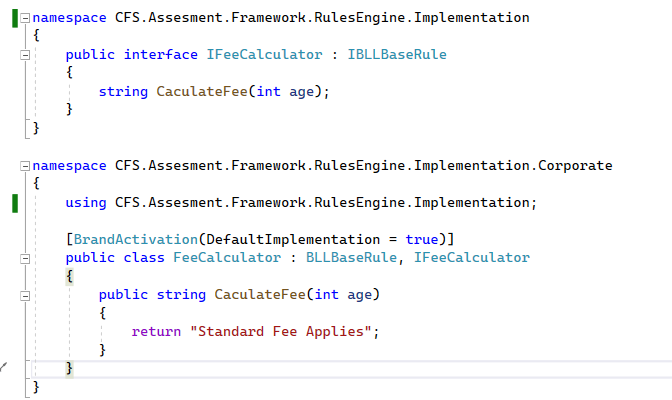 namespace CFS.Assesment.Framework.RulesEngine.Implementation
{
public interface IFeeCalculator : IBLLBaseRule
{
string CaculateFee(int age);
}
}
namespace CFS.Assesment.Framework.RulesEngine.Implementation.Corporate
{
using CFS.Assesment.Framework.RulesEngine.Implementation;
[BrandActivation(DefaultImplementation = true)]
public class FeeCalculator : BLLBaseRule, IFeeCalculator
{
public string CaculateFee(int age)
{
return "Standard Fee Applies";
}
}
}